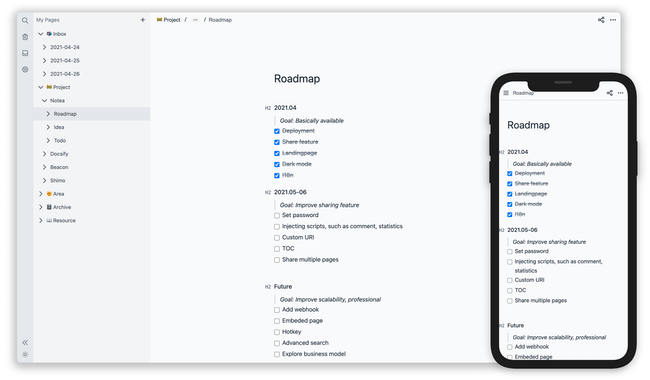 My Pages
Inbox
2021-04-24
2021-04-25
2021-04-26
Project
Notea
Roadmap
Idea
Todo
Docsify
Beacon
Shimo
Area
Archive
Resource
Project / ··· / Roadmap
Roadmap
H2 2021.04
Goal: Basically available
Deployment
Share feature
Landingpage
Dark mode
I18n
H2 2021.05-06
Goal: Improve sharing feature
Set password
Injecting scripts, such as comment, statistics
Custom URI
TOC
Share multiple pages
H2 Future
Goal: Improve scalability, professional
Add webhook
Embeded page
Hotkey
Advanced search
Explore business model
Roadmap
Roadmap
H2 2021.04
Goal: Basically available
Deployment
Share feature
Landingpage
Dark mode
I18n
H2 2021.05-06
Goal: Improve sharing feature
Set password
Injecting scripts, such as comment,
statistics
Custom URI
TOC
Share multiple pages
H2 Future
Goal: Improve scalability, professional
Add webhook
Embeded page